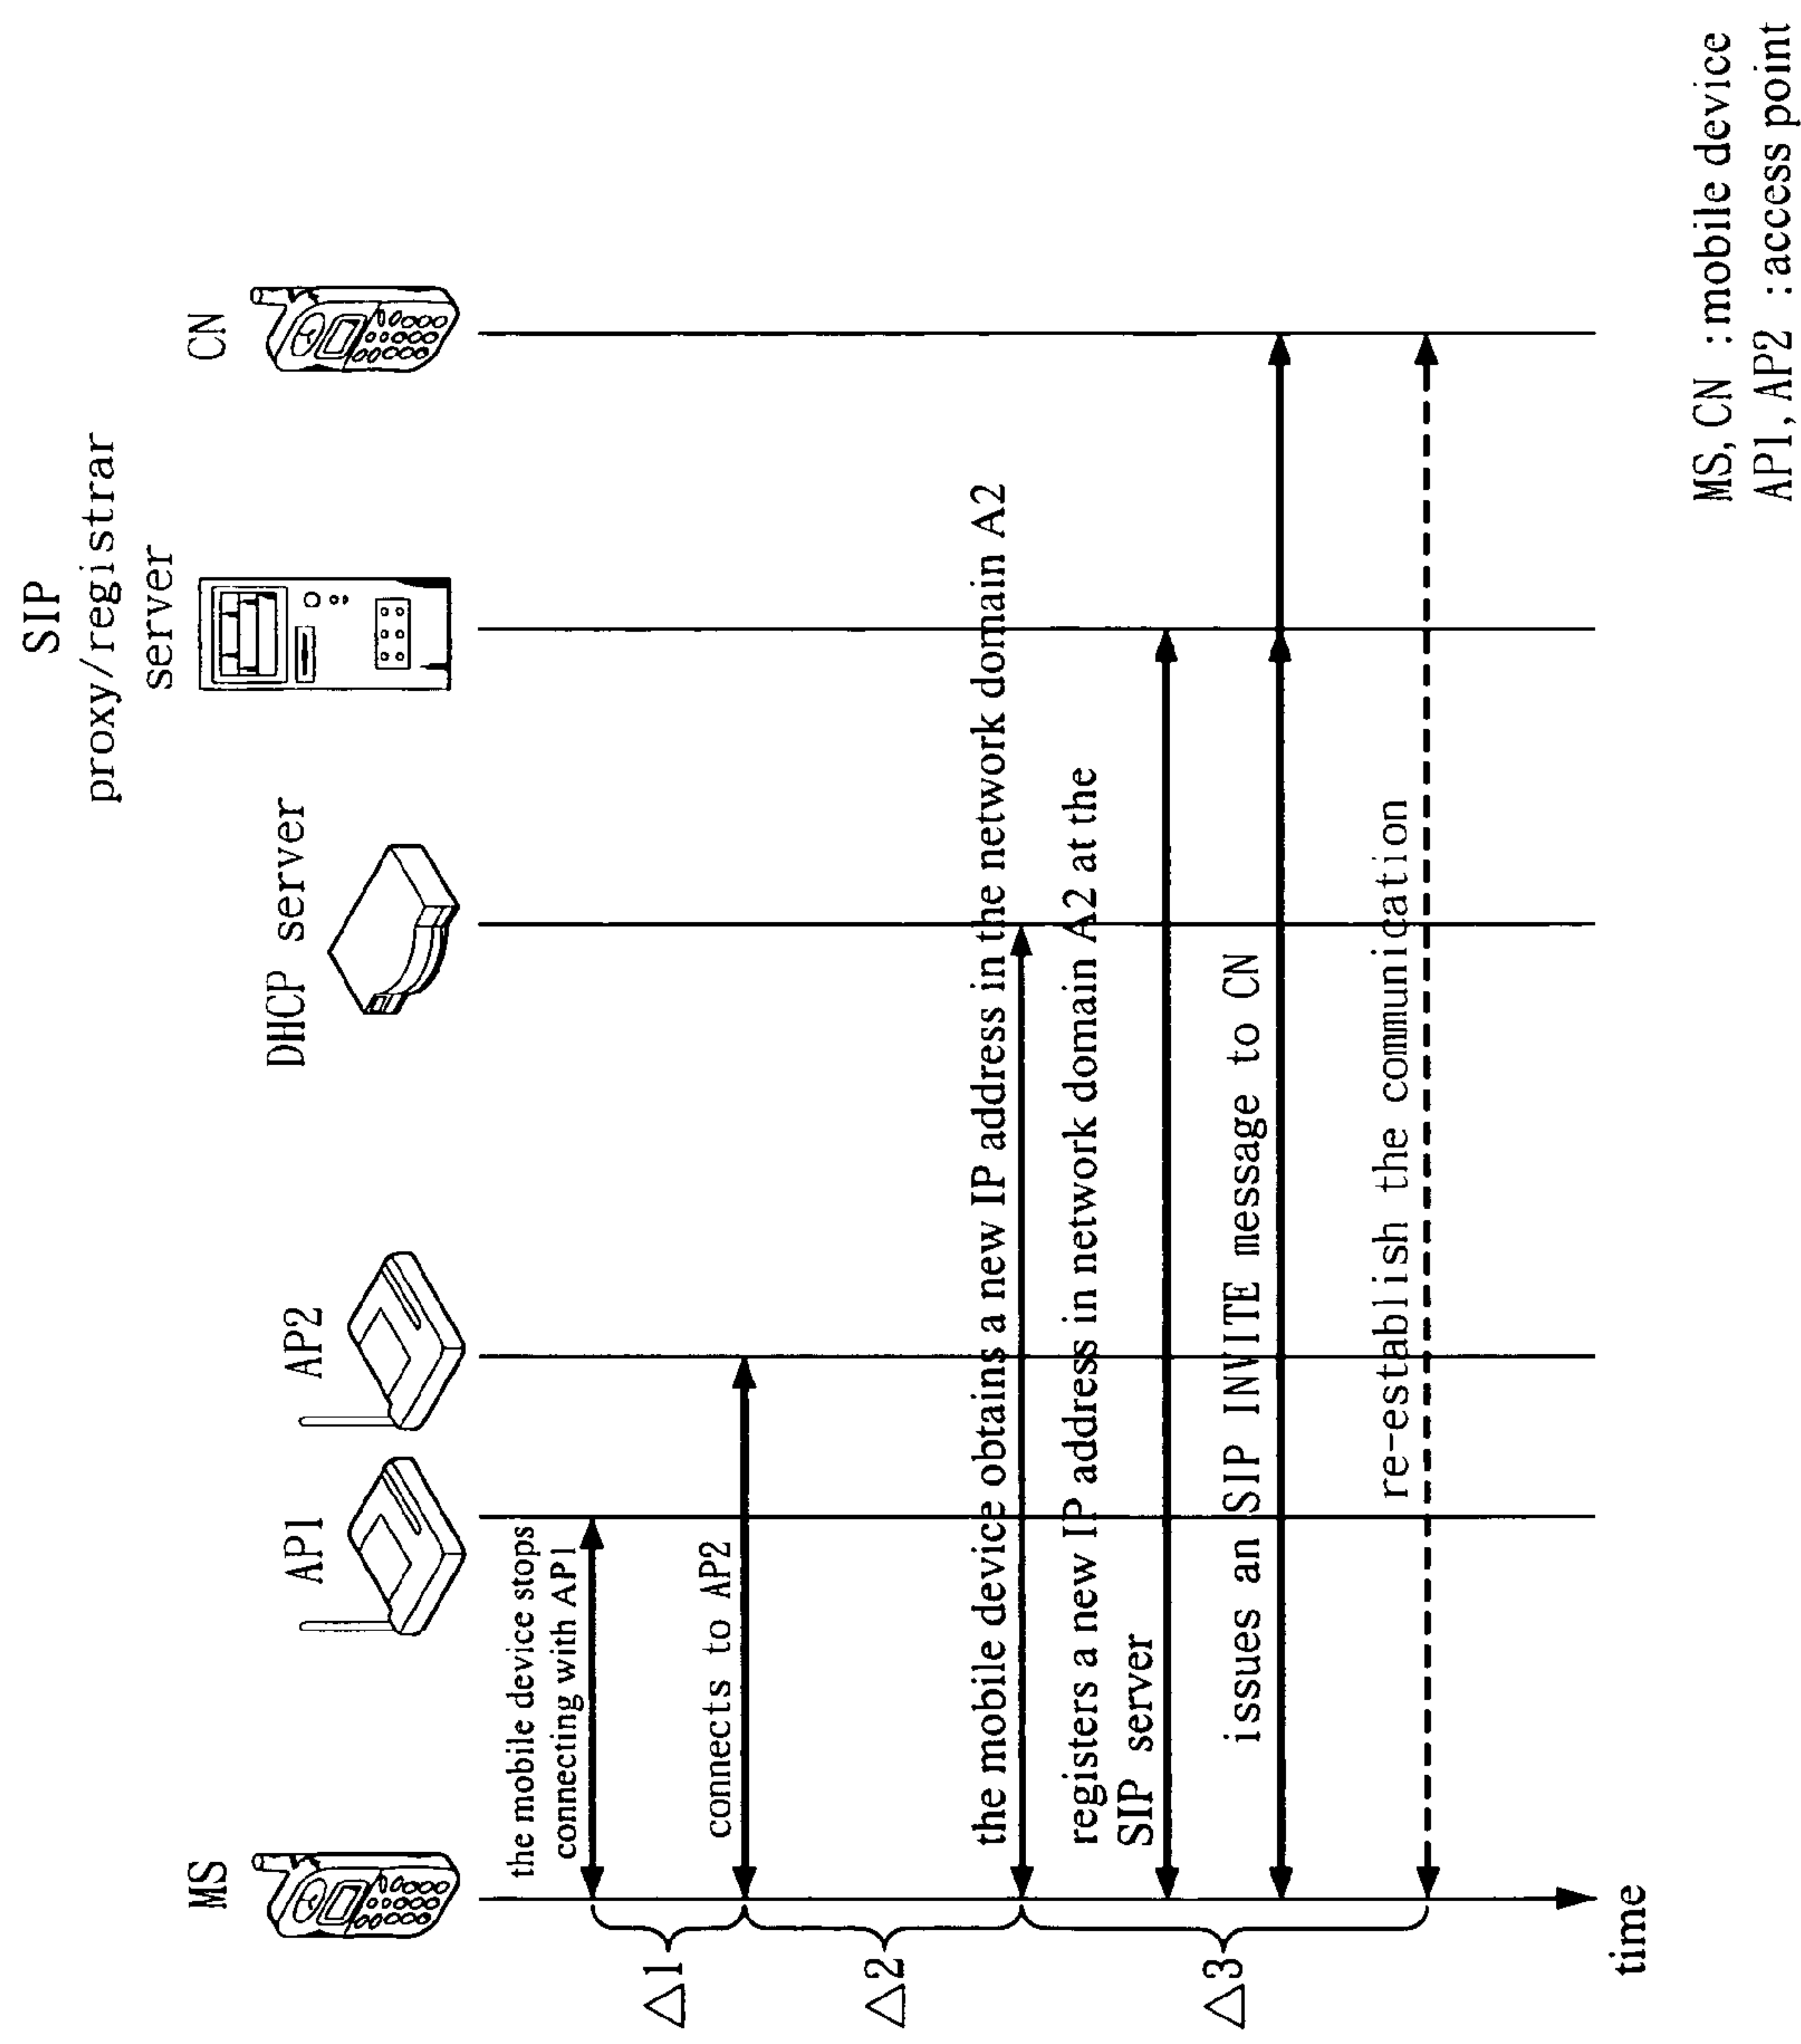 MS
AP1
AP2
DHCP server
SIP
proxy/registrar
server
CN
the mobile device stops
connecting with AP1
connects to AP2
the mobile device obtains a new IP address in the network domain A2
registers a new IP address in network domain A2 at the
SIP server
issues an SIP INVITE message to CN
re-establish the communication
△1
△2
△3
time
MS, CN : mobile device
AP1, AP2 : access point